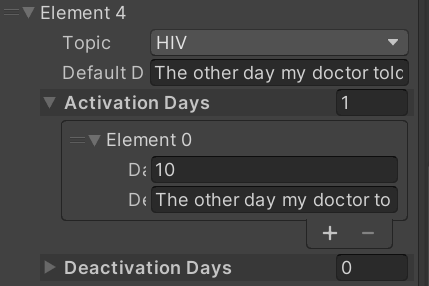 Element 4
Topic HIV
Default D The other day my doctor told
Activation Days 1
Element 0
Da 10
De The other day my doctor to
+ −
Deactivation Days 0